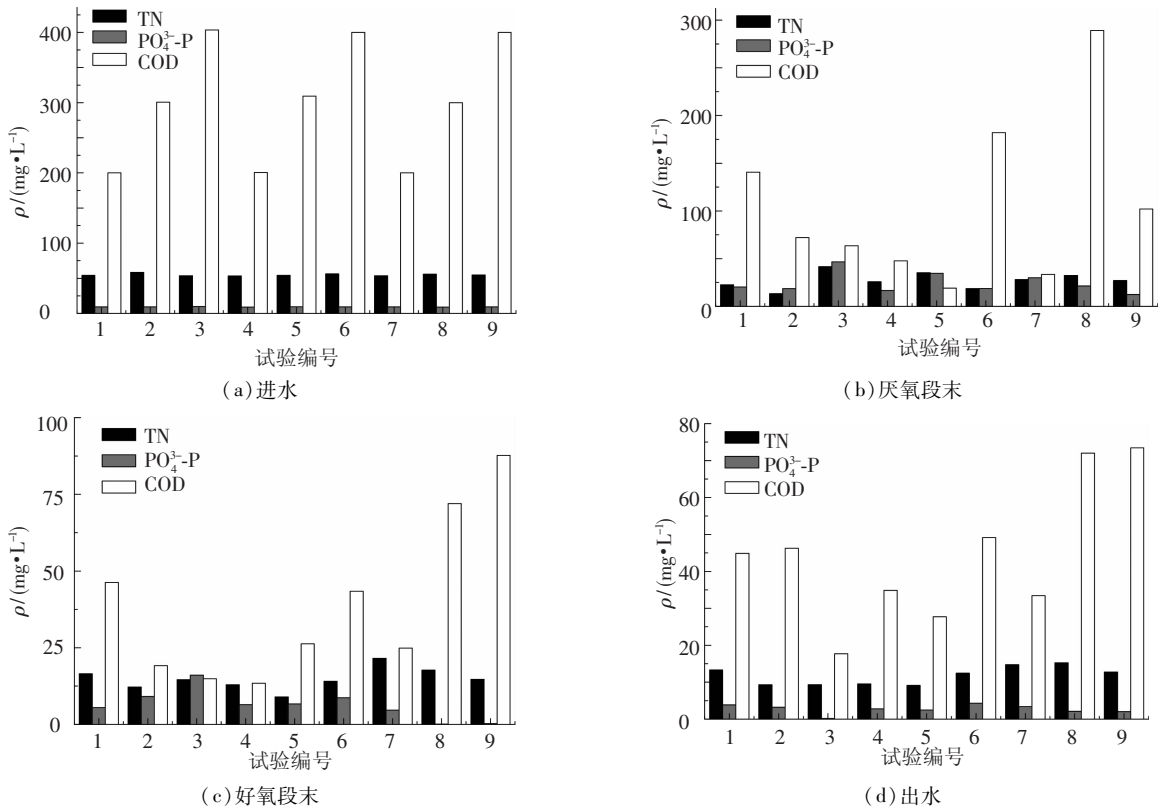 400
300
200
100
0
ρ/(mg•L⁻¹)
TN
PO₄³⁻-P
COD
1 2 3 4 5 6 7 8 9
试验编号
(a)进水
300
200
100
0
ρ/(mg•L⁻¹)
TN
PO₄³⁻-P
COD
1 2 3 4 5 6 7 8 9
试验编号
(b)厌氧段末
100
75
50
25
0
ρ/(mg•L⁻¹)
TN
PO₄³⁻-P
COD
1 2 3 4 5 6 7 8 9
试验编号
(c)好氧段末
80
60
40
20
0
ρ/(mg•L⁻¹)
TN
PO₄³⁻-P
COD
1 2 3 4 5 6 7 8 9
试验编号
(d)出水